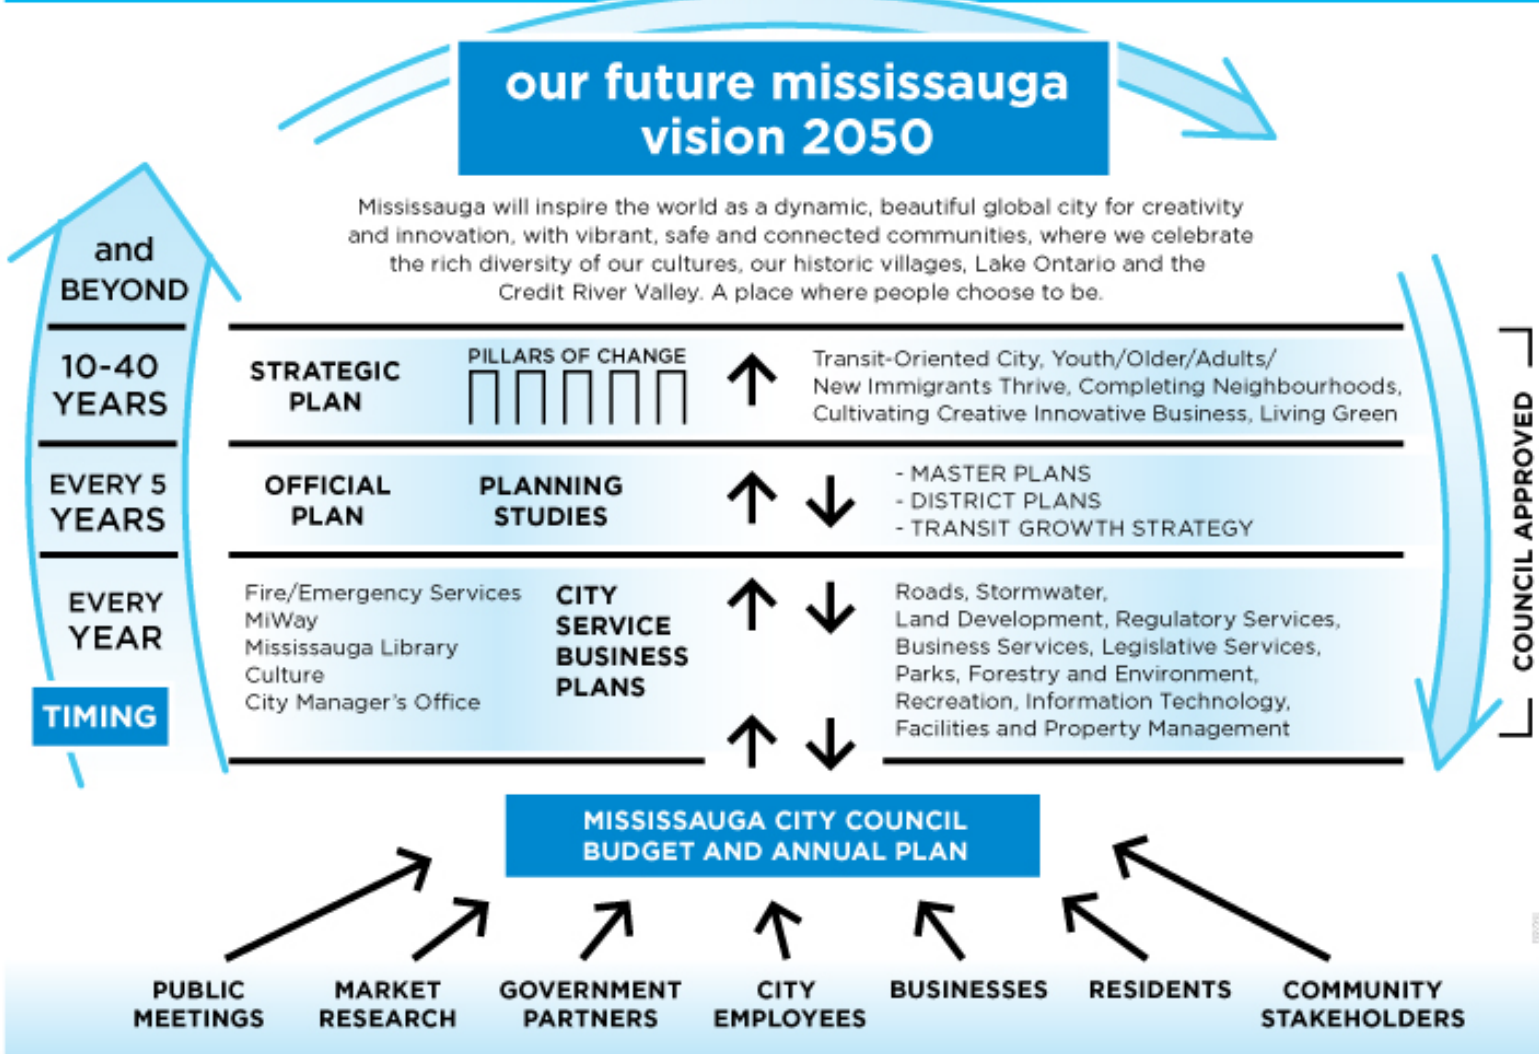 our future mississauga
vision 2050
Mississauga will inspire the world as a dynamic, beautiful global city for creativity
and innovation, with vibrant, safe and connected communities, where we celebrate
the rich diversity of our cultures, our historic villages, Lake Ontario and the
Credit River Valley. A place where people choose to be.
and
BEYOND
10-40
YEARS
STRATEGIC
PLAN
PILLARS OF CHANGE
Transit-Oriented City, Youth/Older/Adults/
New Immigrants Thrive, Completing Neighbourhoods,
Cultivating Creative Innovative Business, Living Green
EVERY 5
YEARS
OFFICIAL
PLAN
PLANNING
STUDIES
- MASTER PLANS
- DISTRICT PLANS
- TRANSIT GROWTH STRATEGY
EVERY
YEAR
Fire/Emergency Services
MiWay
Mississauga Library
Culture
City Manager's Office
CITY
SERVICE
BUSINESS
PLANS
Roads, Stormwater,
Land Development, Regulatory Services,
Business Services, Legislative Services,
Parks, Forestry and Environment,
Recreation, Information Technology,
Facilities and Property Management
TIMING
COUNCIL APPROVED
MISSISSAUGA CITY COUNCIL
BUDGET AND ANNUAL PLAN
PUBLIC
MEETINGS
MARKET
RESEARCH
GOVERNMENT
PARTNERS
CITY
EMPLOYEES
BUSINESSES
RESIDENTS
COMMUNITY
STAKEHOLDERS